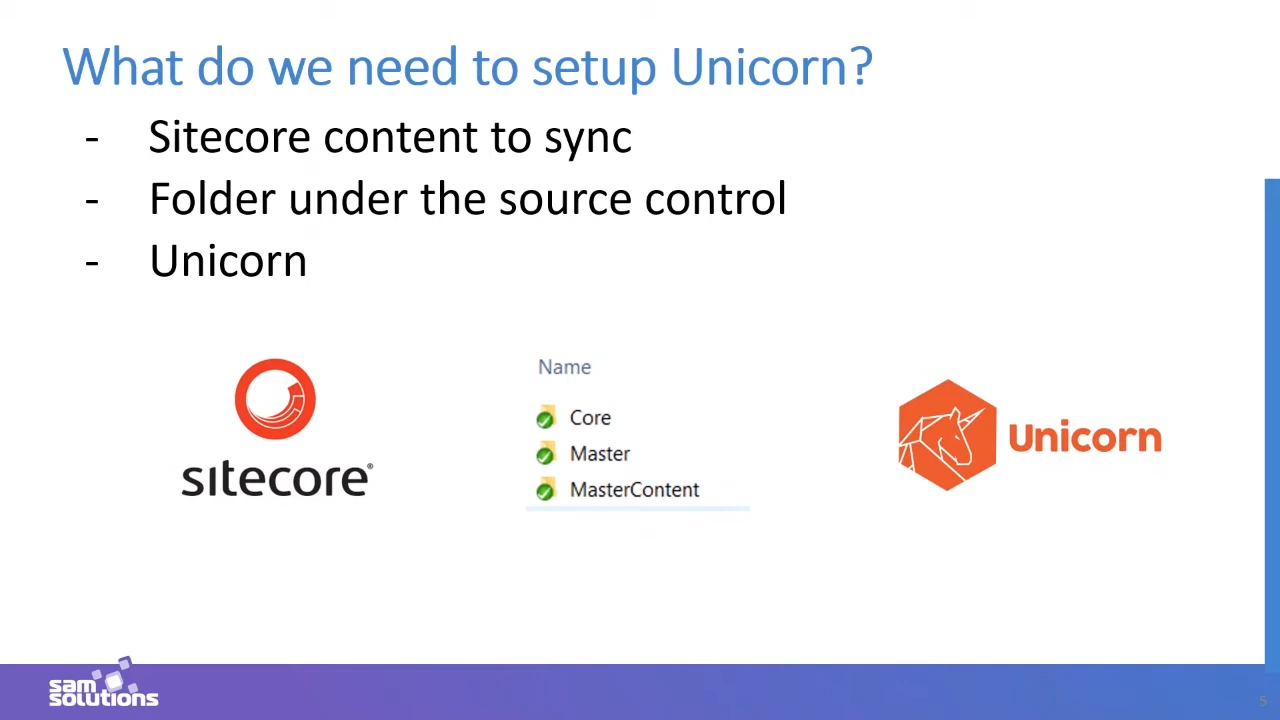 What do we need to setup Unicorn?
- Sitecore content to sync
- Folder under the source control
- Unicorn
Name
Core
Master
MasterContent
sitecore®
Unicorn
sam
solutions
5